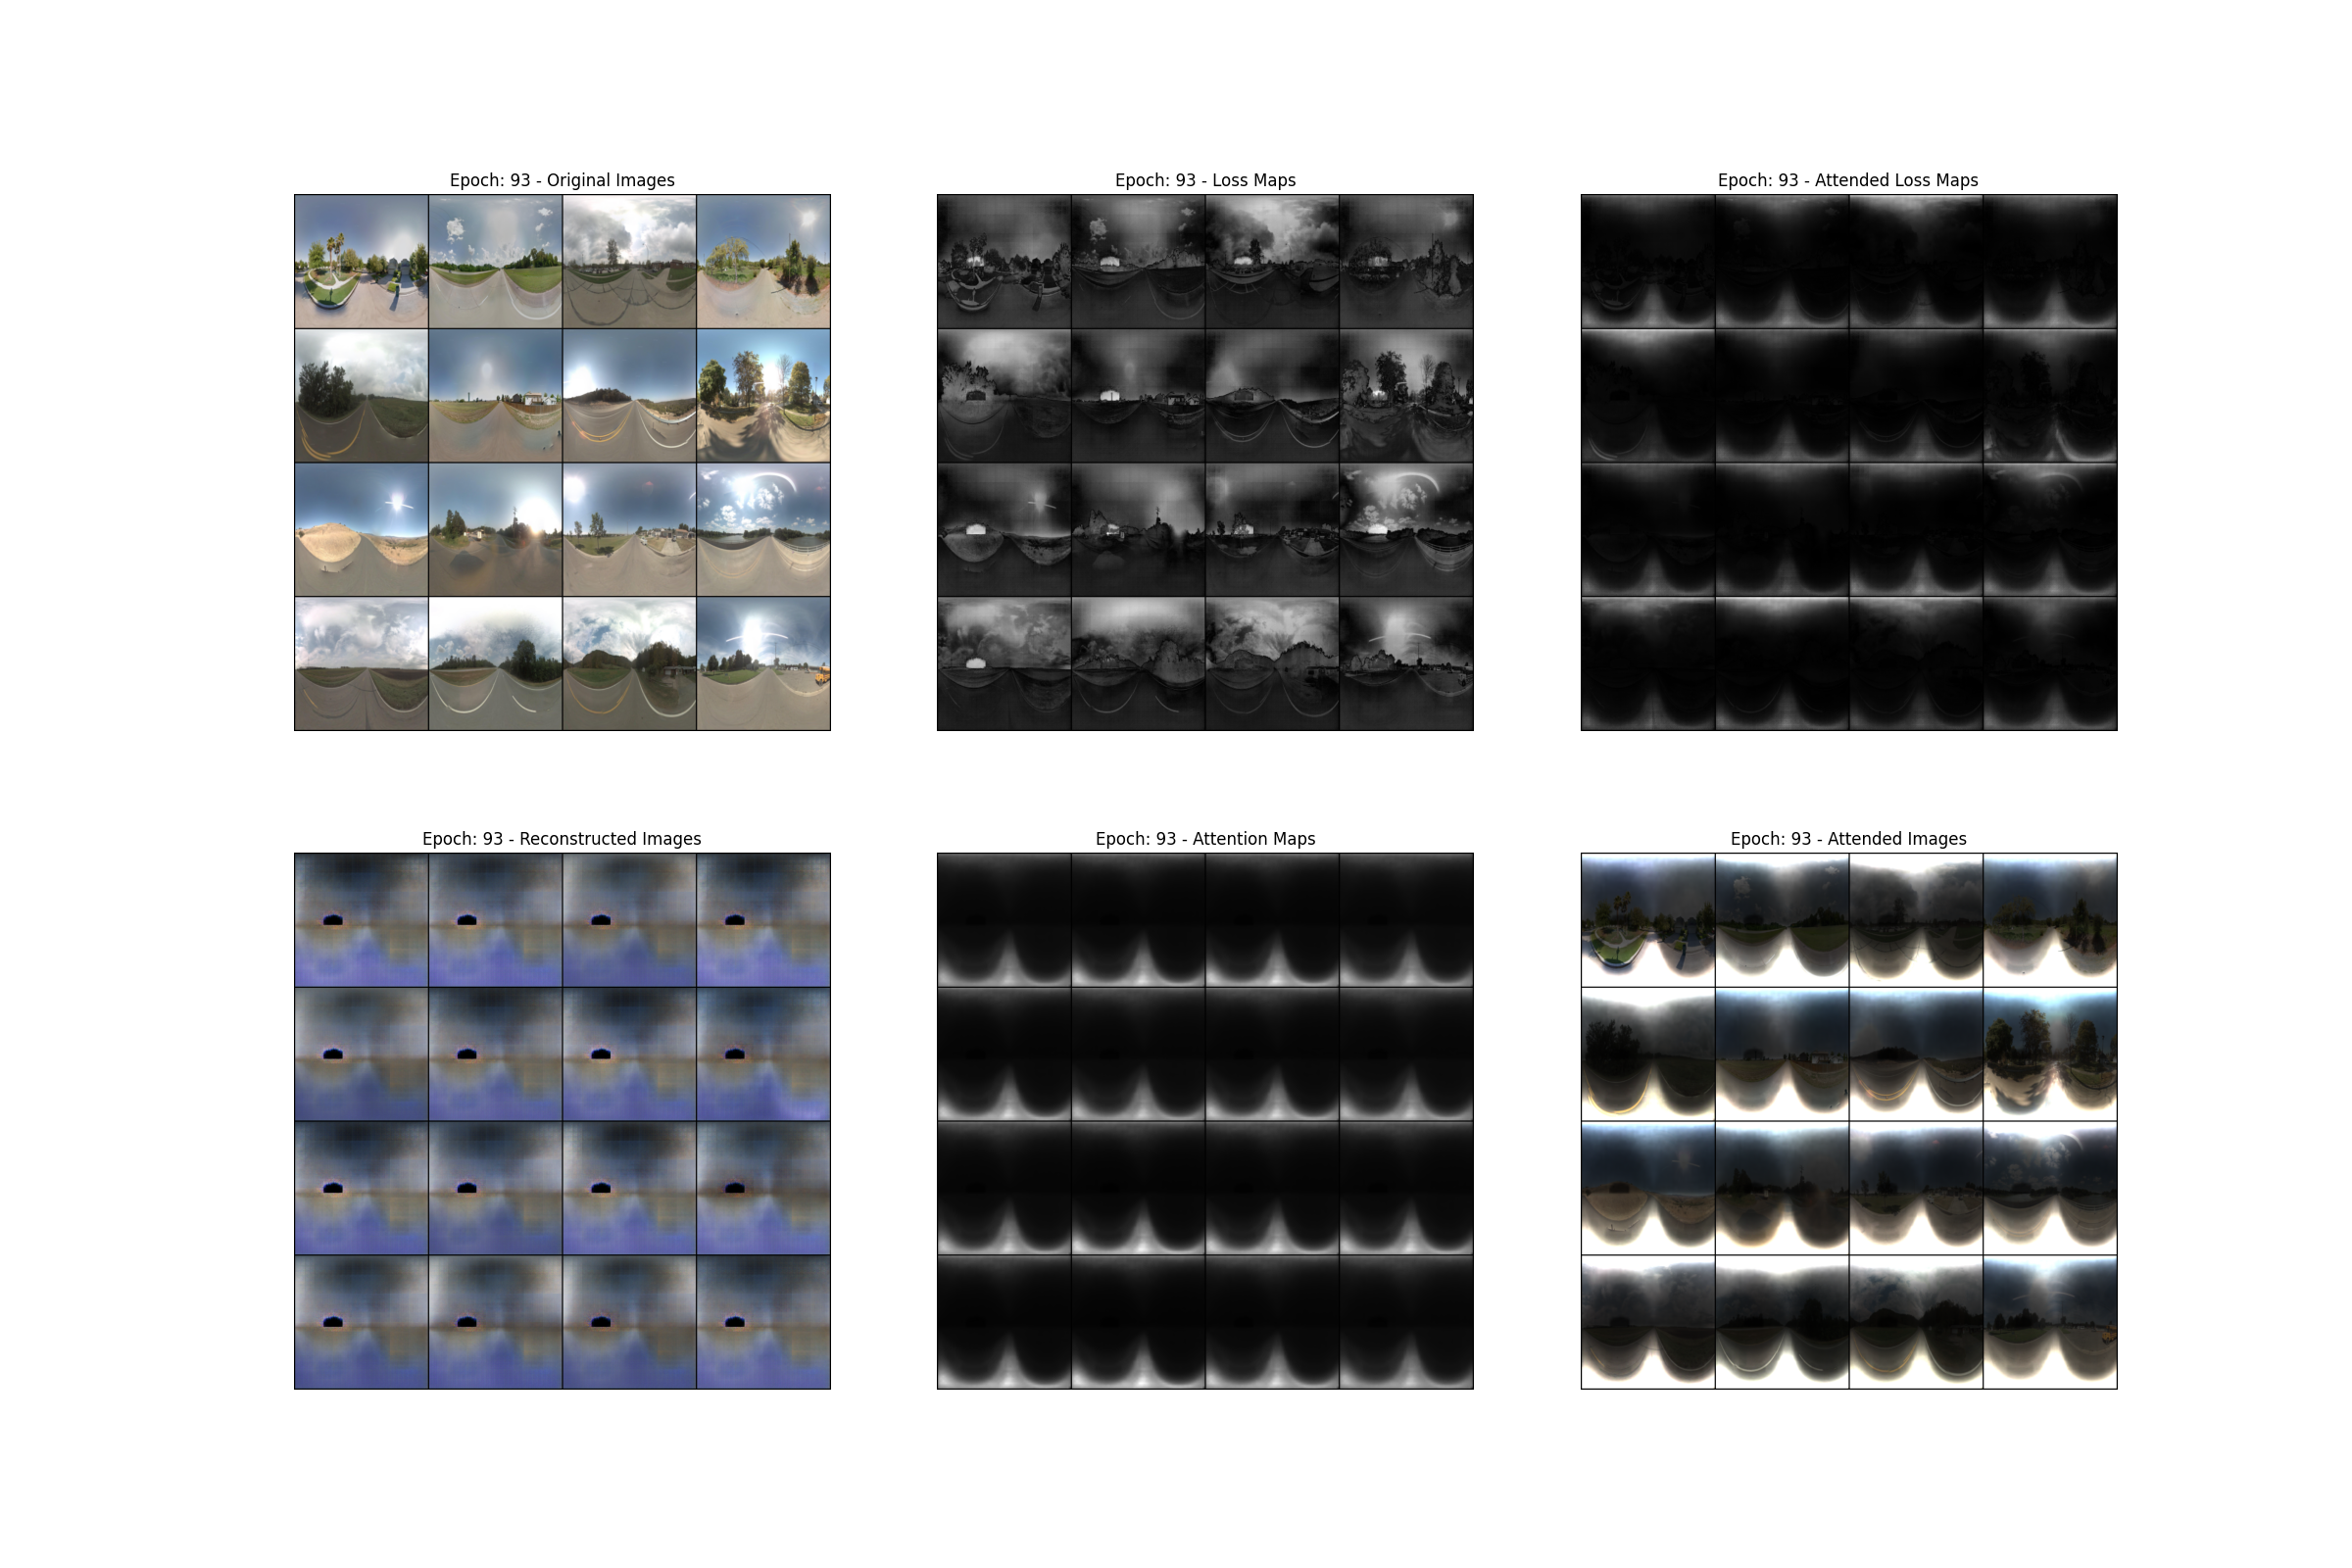 Epoch: 93 - Original Images
Epoch: 93 - Loss Maps
Epoch: 93 - Attended Loss Maps
Epoch: 93 - Reconstructed Images
Epoch: 93 - Attention Maps
Epoch: 93 - Attended Images